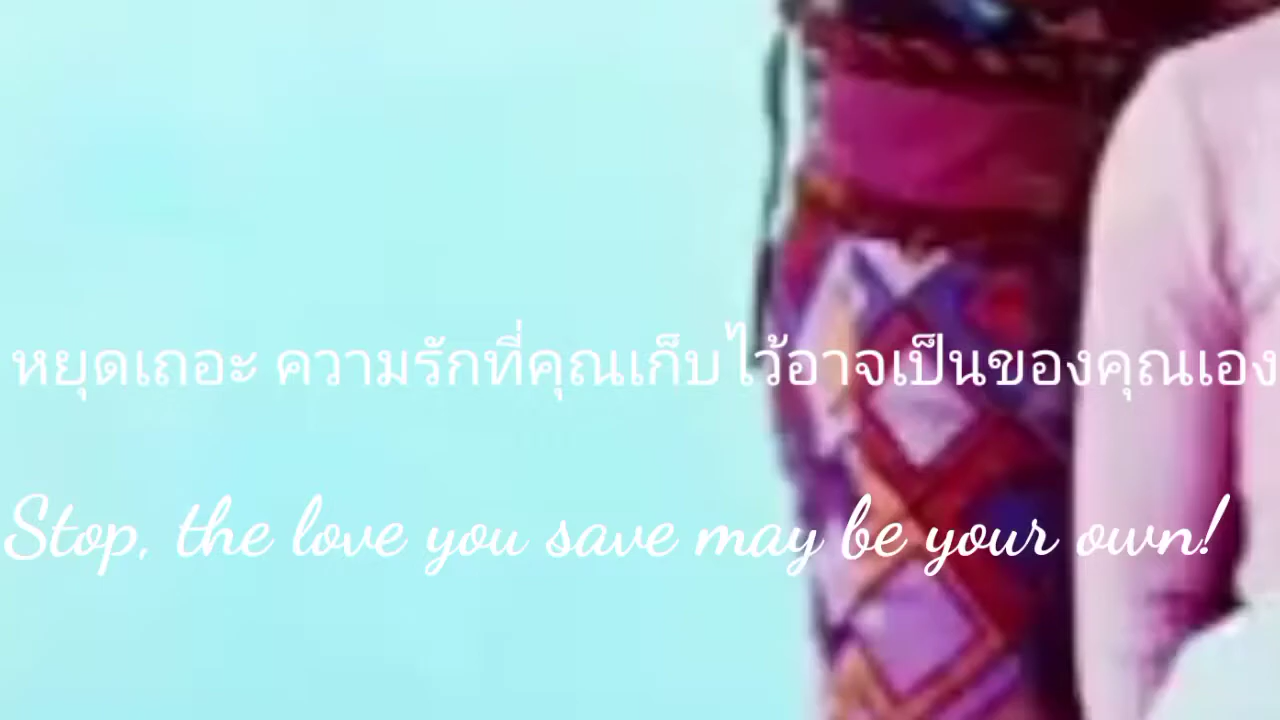 หยุดเถอะ ความรักที่คุณเก็บไว้อาจเป็นของคุณเอง
Stop, the love you save may be your own!